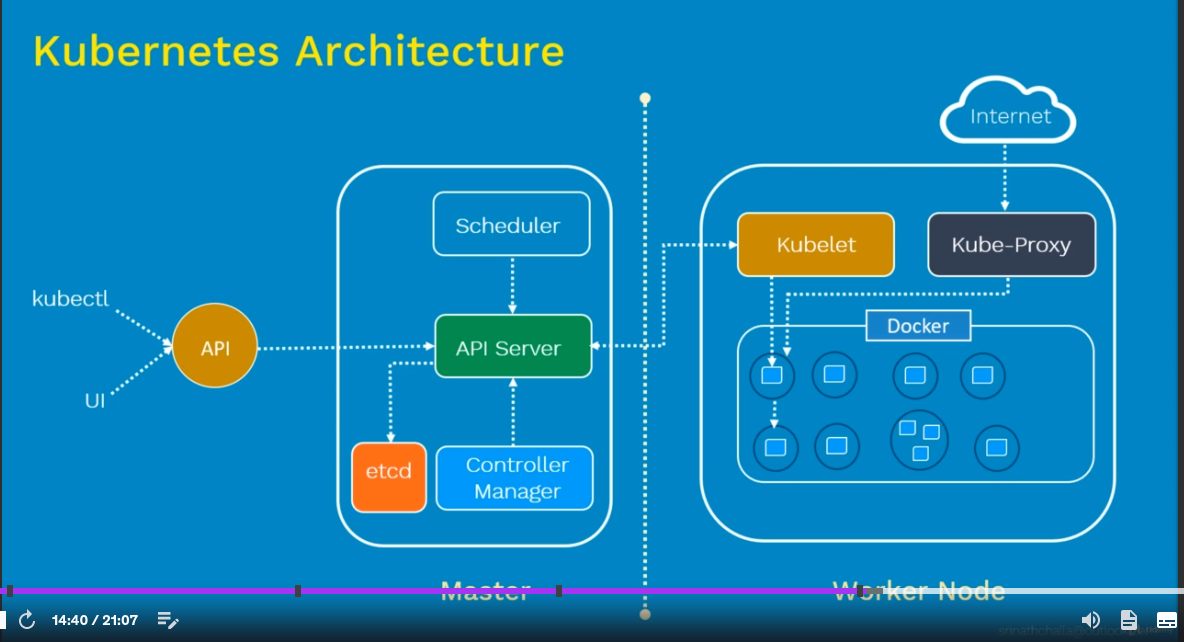 Kubernetes Architecture
Internet
Scheduler
Kubelet
Kube-Proxy
kubectl
API
API Server
Docker
UI
etcd
Controller
Manager
Master
Worker Node
14:40 / 21:07